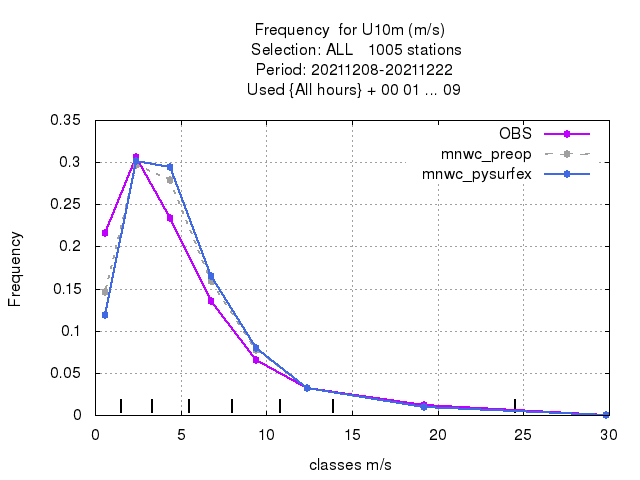 Frequency  for U10m (m/s)
Selection: ALL   1005 stations
Period: 20211208-20211222
Used {All hours} + 00 01 ... 09
OBS
mnwc_preop
mnwc_pysurfex
0.35
0.3
0.25
0.2
0.15
0.1
0.05
0
Frequency
0 5 10 15 20 25 30
classes m/s